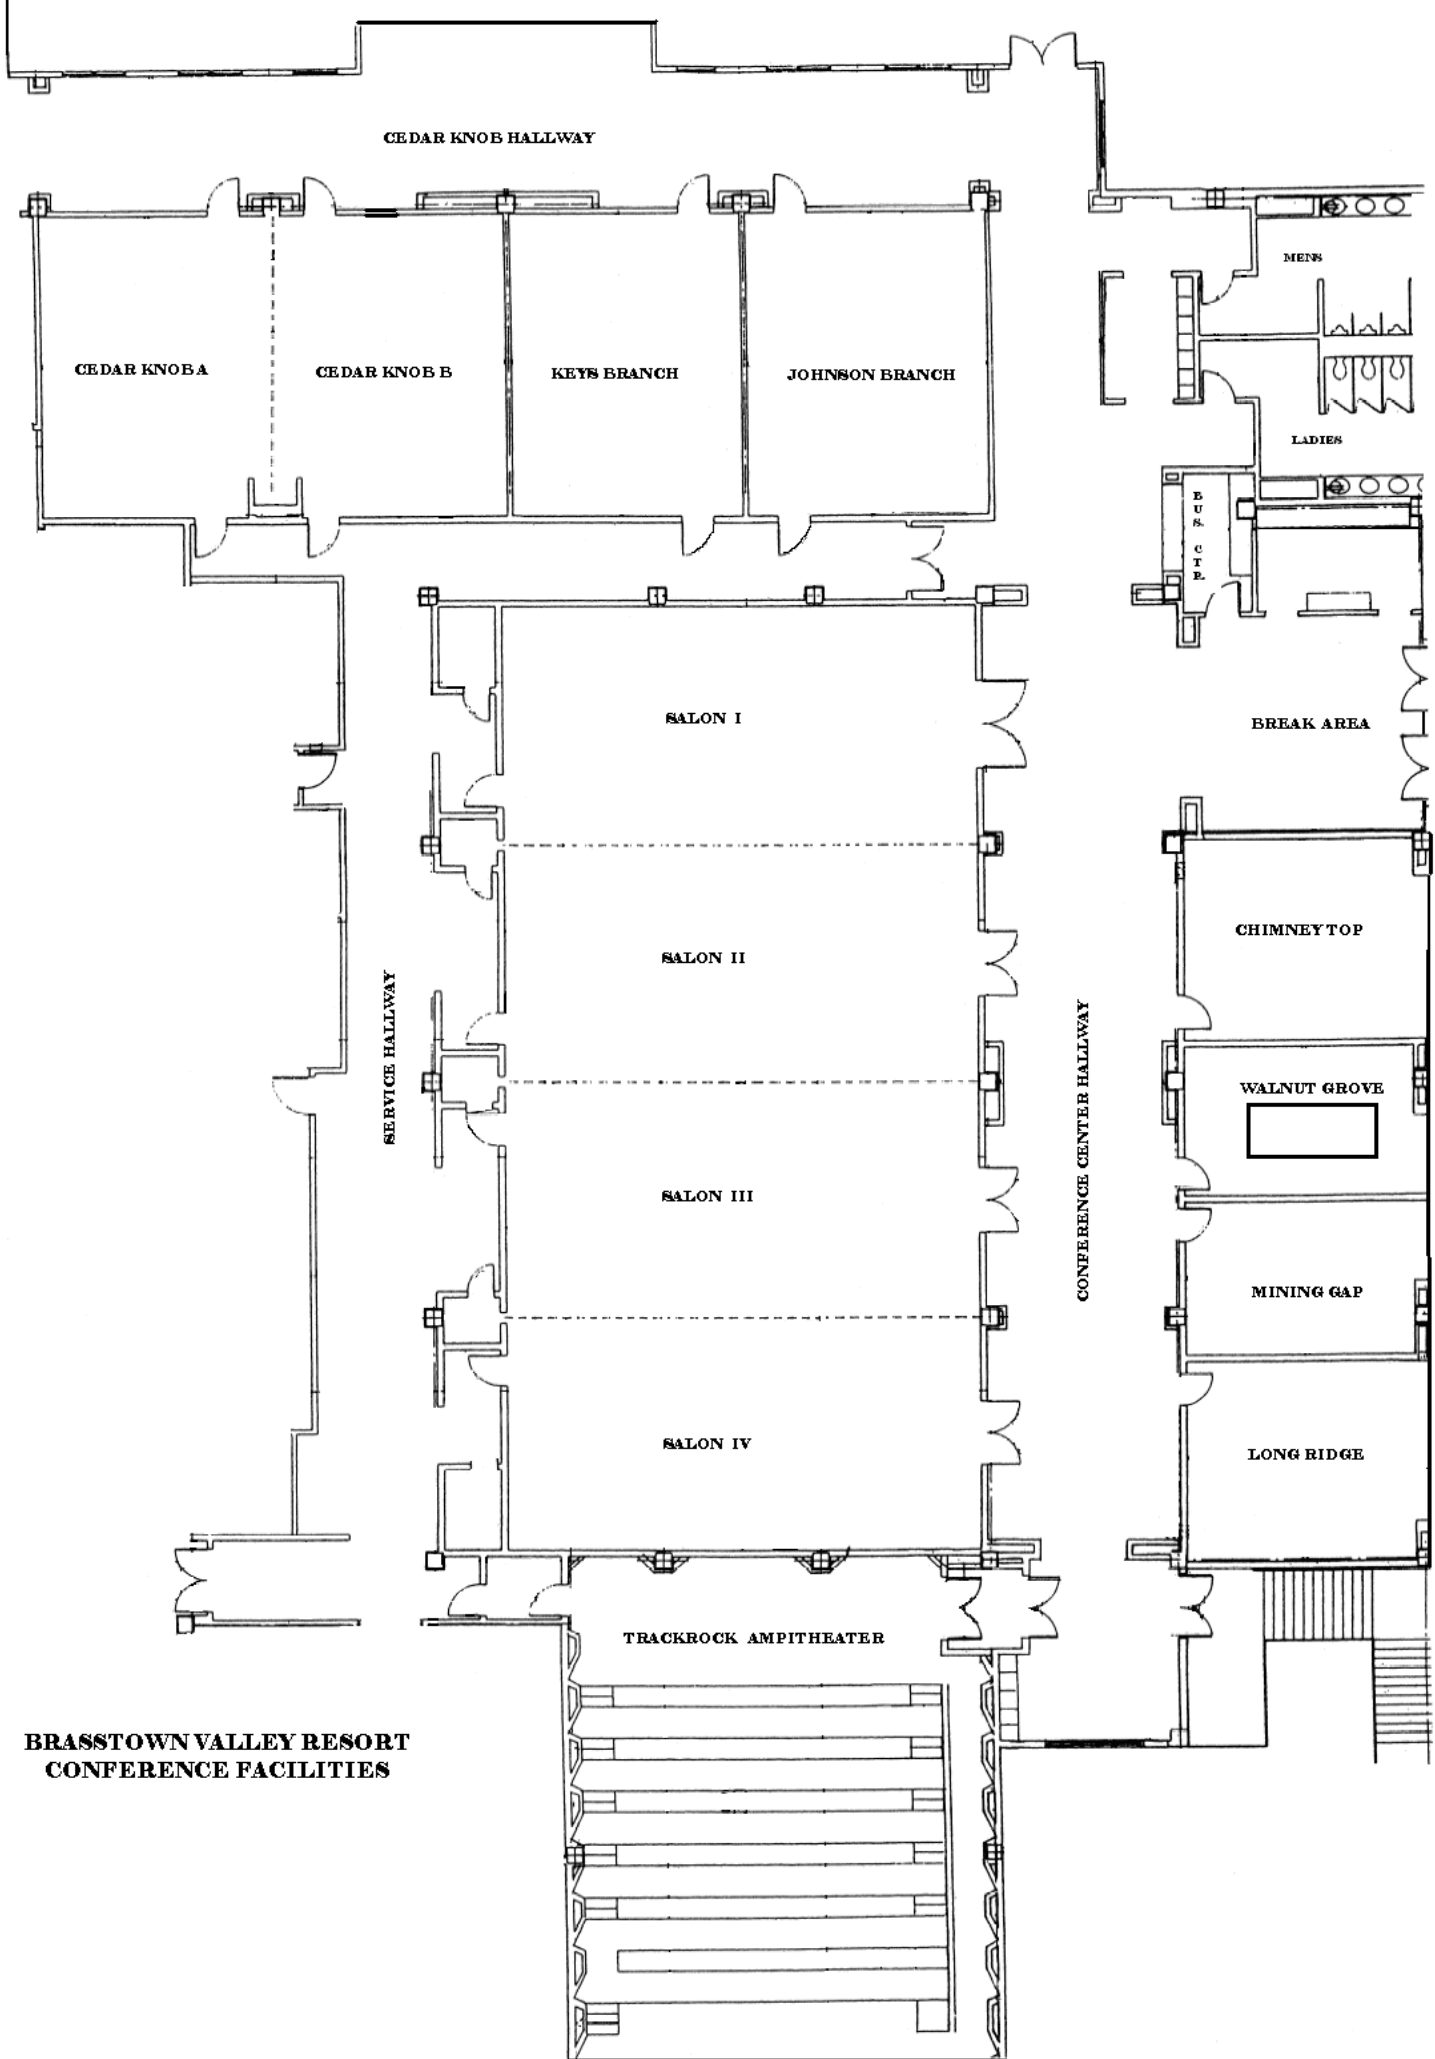 CEDAR KNOB HALLWAY
MENS
CEDAR KNOB A
CEDAR KNOB B
KEYS BRANCH
JOHNSON BRANCH
LADIES
BUS. CTR.
SALON I
BREAK AREA
CHIMNEY TOP
SALON II
SERVICE HALLWAY
CONFERENCE CENTER HALLWAY
WALNUT GROVE
SALON III
MINING GAP
SALON IV
LONG RIDGE
TRACKROCK AMPITHEATER
BRASSTOWN VALLEY RESORT
CONFERENCE FACILITIES